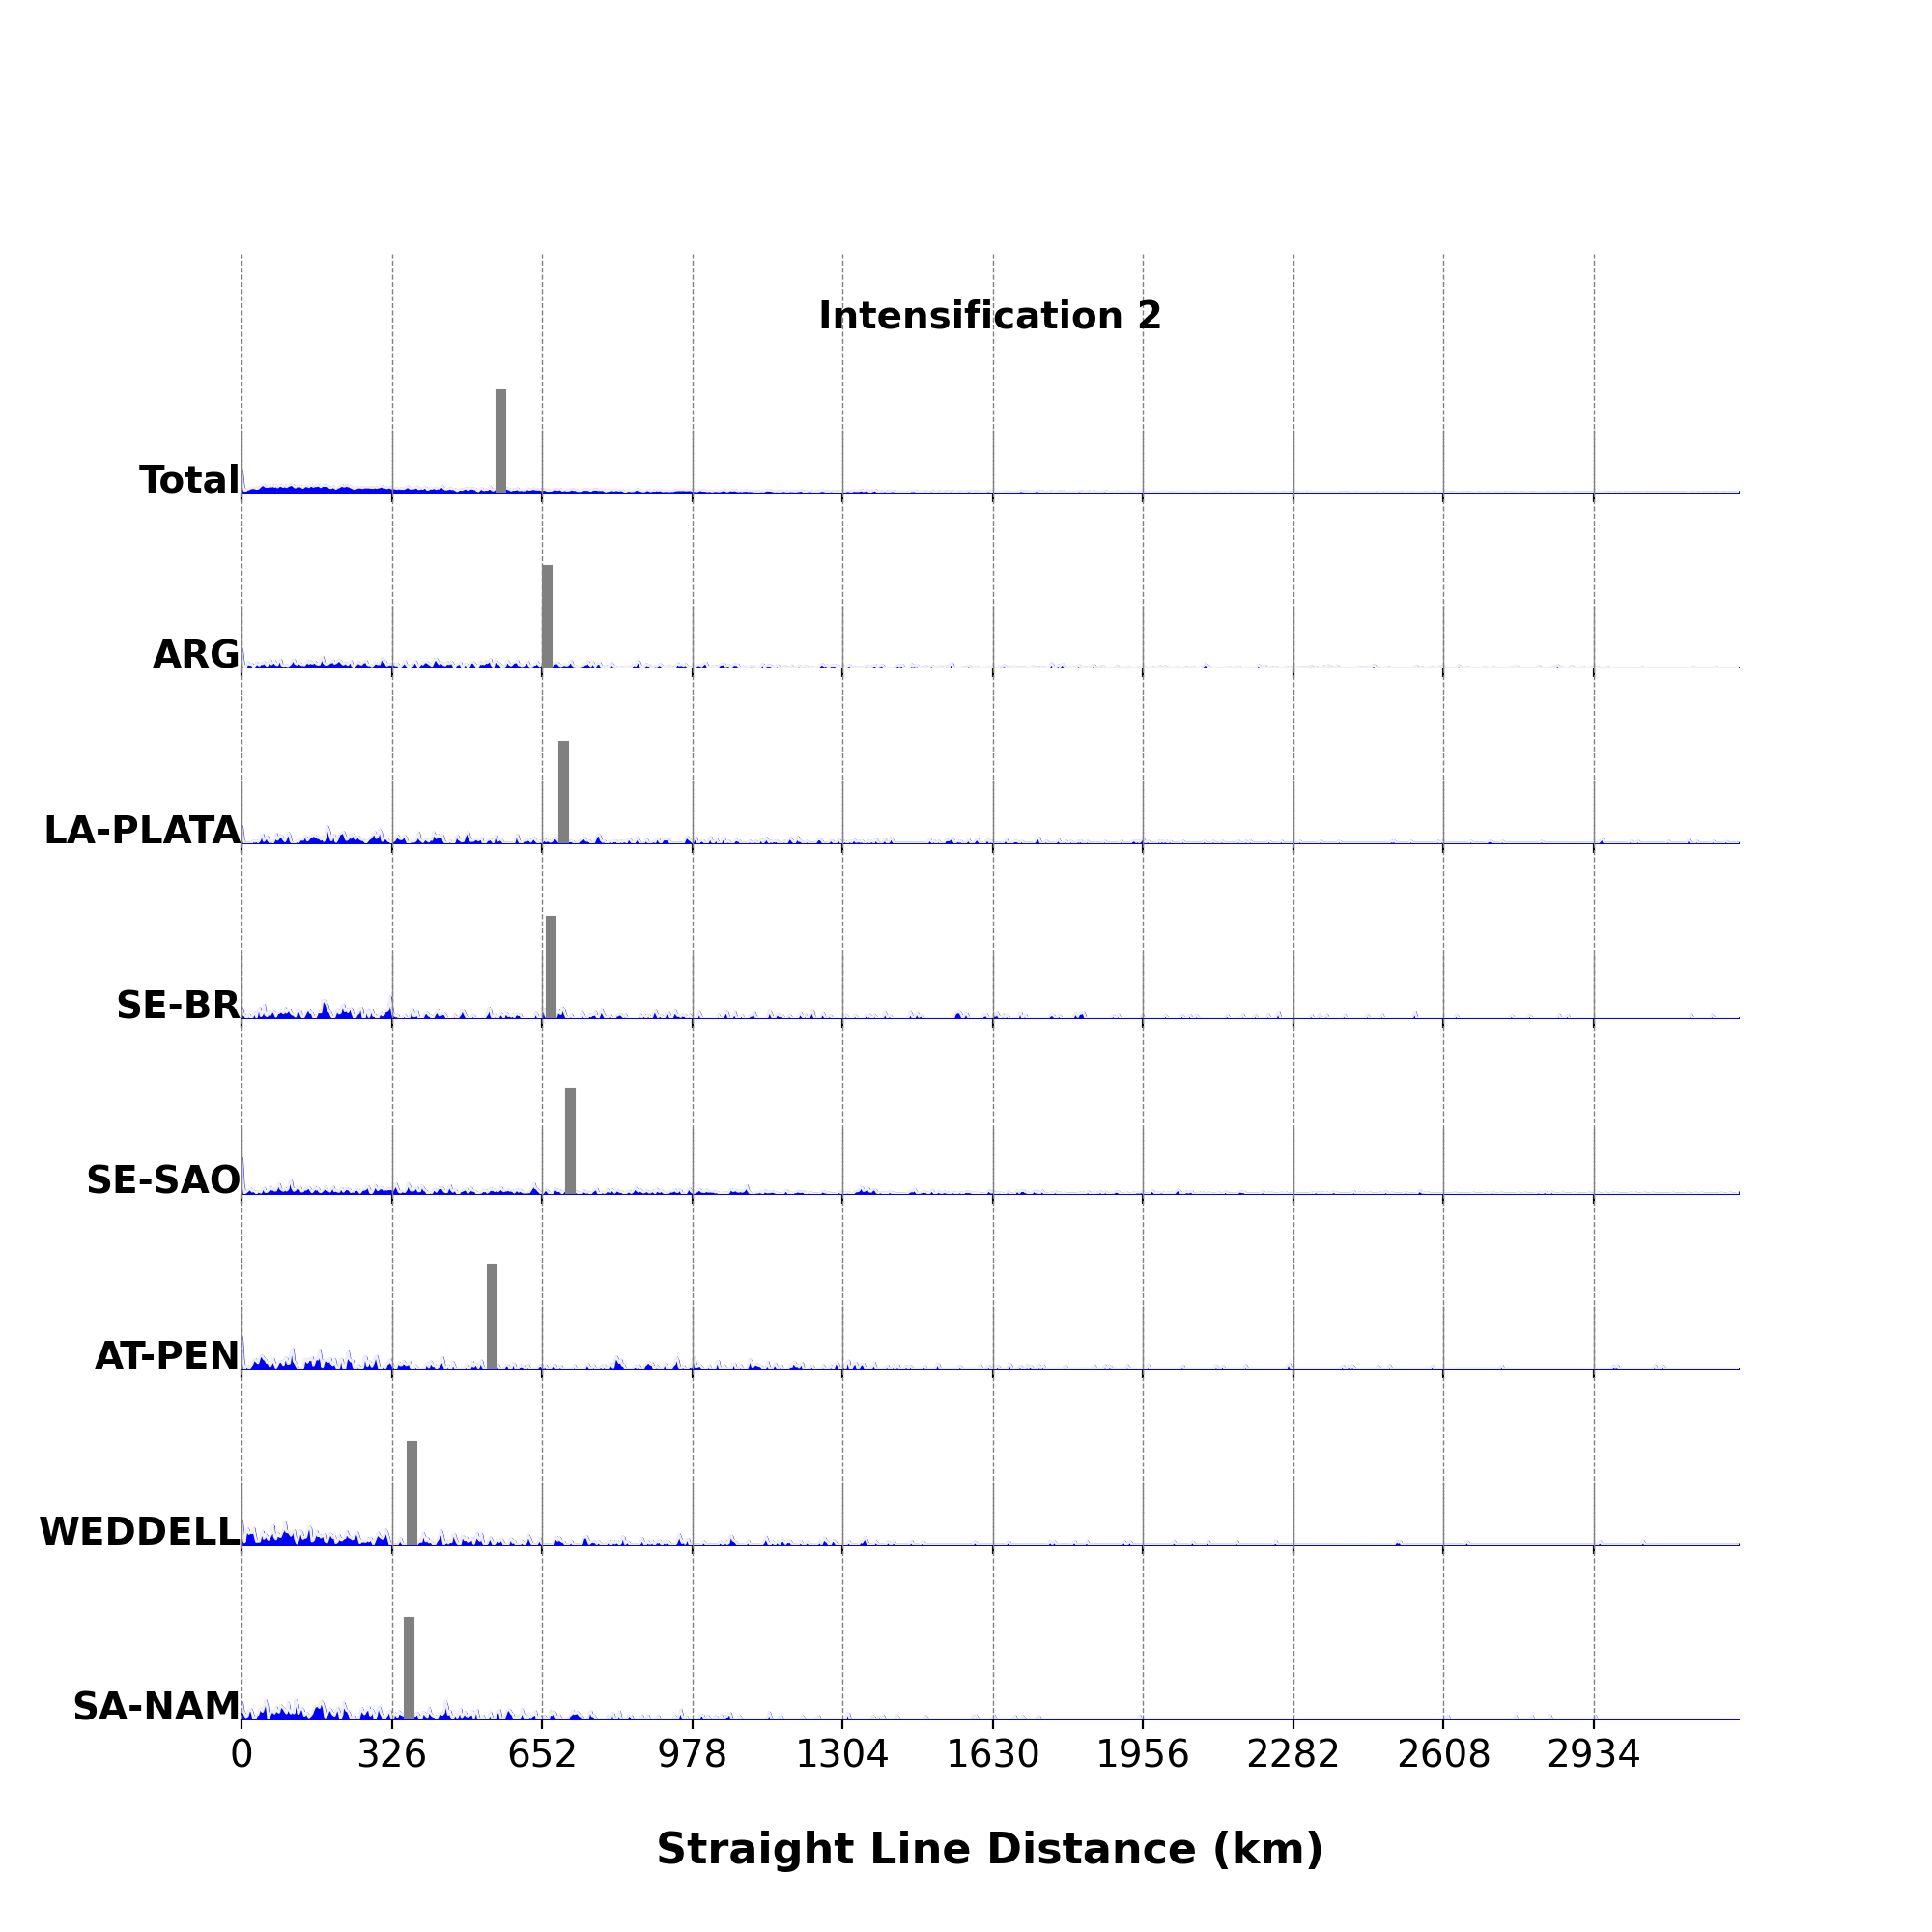 Intensification 2
Total
ARG
LA-PLATA
SE-BR
SE-SAO
AT-PEN
WEDDELL
SA-NAM
0 326 652 978 1304 1630 1956 2282 2608 2934
Straight Line Distance (km)